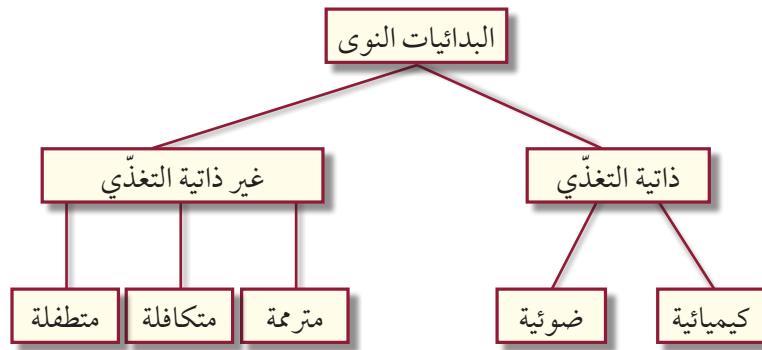 البدائيات النوى
ذاتية التغذّي
غير ذاتية التغذّي
كيميائية
ضوئية
مترممة
متكافلة
متطفلة